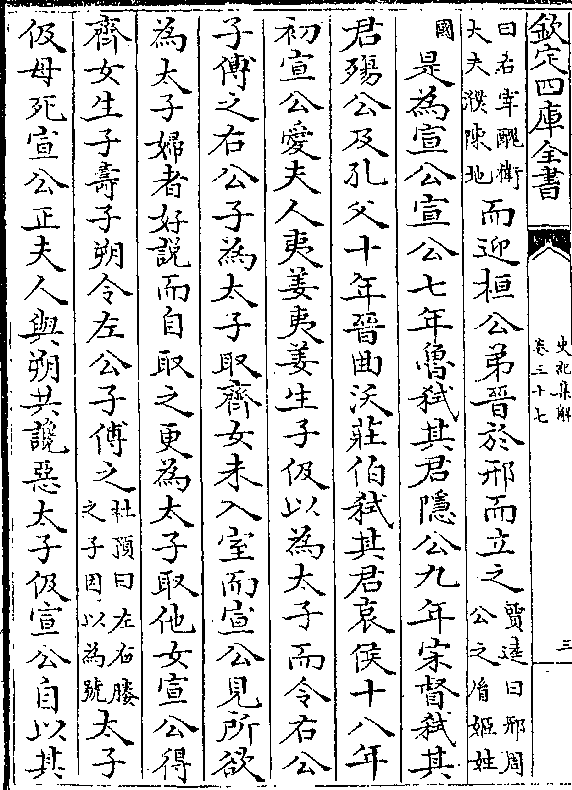 欽定四庫全書
史記集解
卷三十七
三
曰右宰醜衛
大夫濮陳地
而迎桓公弟晉於邢而立之
賈逵曰邢周
公之𦙍姬姓
國
是為宣公宣公七年魯弑其君隱公九年宋督弑其
君殤公及孔父十年晉曲沃莊伯弑其君哀侯十八年
初宣公愛夫人夷姜夷姜生子伋以為太子而令右公
子傅之右公子為太子取齊女未入室而宣公見所欲
為太子婦者好說而自取之更為太子取他女宣公得
齊女生子壽子朔令左公子傅之
杜預曰左右媵
之子因以為號
太子
伋母死宣公正夫人與朔共讒惡太子伋宣公自以其